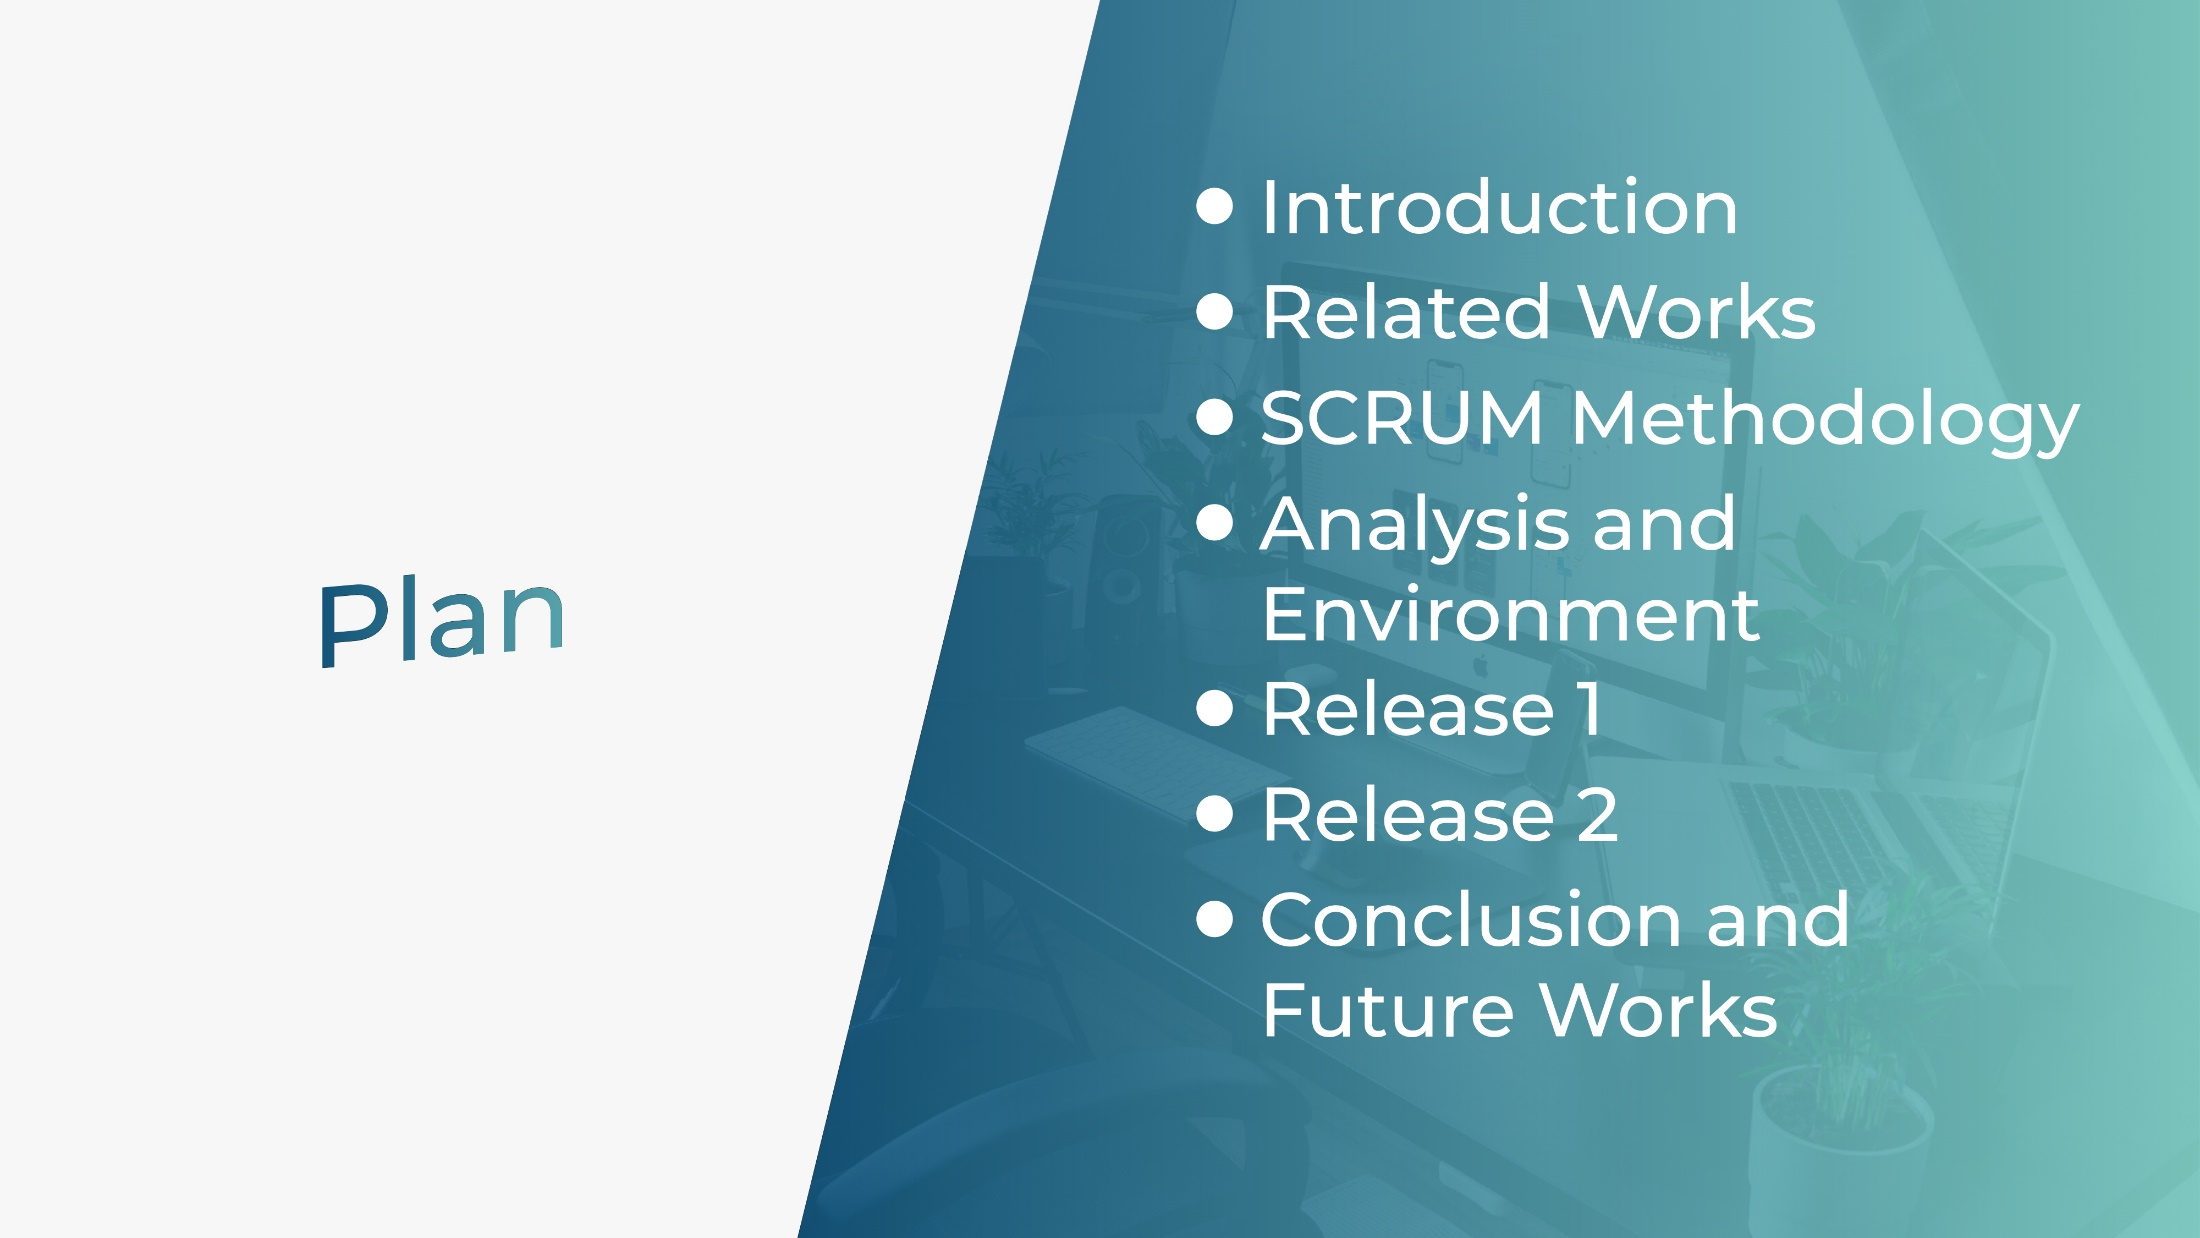 Plan
● Introduction
● Related Works
● SCRUM Methodology
● Analysis and
Environment
● Release 1
● Release 2
● Conclusion and
Future Works